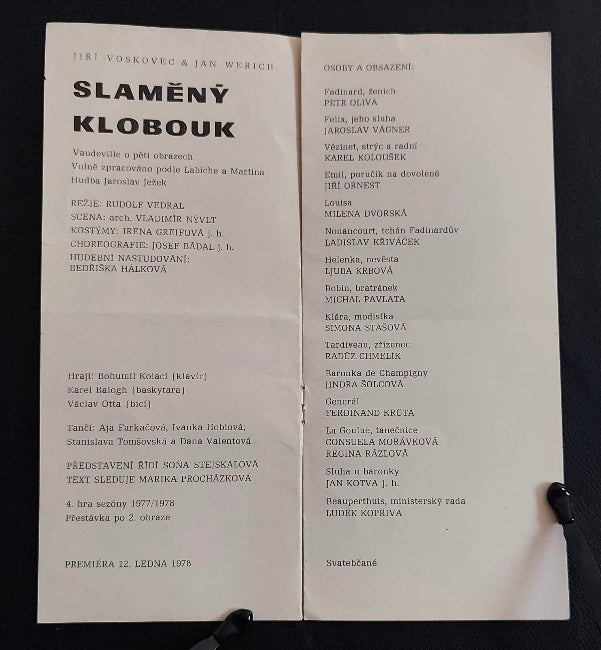 JIŘÍ VOSKOVEC & JAN WERICH
SLAMĚNÝ
KLOBOUK
Vaudeville o pěti obrazech
Volně zpracováno podle Labiche a Martina
Hudba Jaroslav Ježek
REŽIE: RUDOLF VEDRAL
SCÉNA: arch. VLADIMÍR NÝVLT
KOSTÝMY: IRENA GREIFOVÁ j. h.
CHOREOGRAFIE: JOSEF BÁDAL j. h.
HUDEBNÍ NASTUDOVÁNÍ:
BEDŘIŠKA HÁLKOVÁ
Hrají: Bohumil Kolací (klavír)
Karel Balogh (baskytara)
Václav Otta (bicí)
Tančí: Aja Farkačová, Ivanka Hoblová,
Stanislava Tomšovská a Dana Valentová
PŘEDSTAVENÍ ŘÍDÍ SOŇA STEJSKALOVÁ
TEXT SLEDUJE MARIKA PROCHÁZKOVÁ
4. hra sezóny 1977/1978
Přestávka po 2. obraze
PREMIÉRA 12. LEDNA 1978
OSOBY A OBSAZENÍ:
Fadinard, ženich
PETR OLIVA
Felix, jeho sluha
JAROSLAV VÁGNER
Vézinet, strýc a radní
KAREL KOLOUŠEK
Emil, poručík na dovolené
JIŘÍ ORNEST
Louisa
MILENA DVORSKÁ
Nonancourt, tchán Fadinardův
LADISLAV KŘIVÁČEK
Helenka, nevěsta
LJUBA KRBOVÁ
Bobin, bratránek
MICHAL PAVLATA
Klára, modistka
SIMONA STAŠOVÁ
Tardiveau, zřízenec
RADÚZ CHMELÍK
Baronka de Champigny
JINDRA ŠOLCOVÁ
Generál
FERDINAND KRŮTA
La Goulue, tanečnice
CONSUELA MORÁVKOVÁ
REGINA RÁZLOVÁ
Sluha u baronky
JAN KOTVA j. h.
Beauperthuis, ministerský rada
LUDĚK KOPŘIVA
Svatebčané